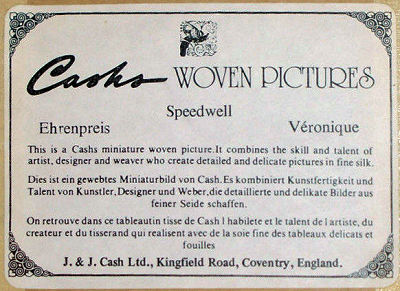 Cashs WOVEN PICTURES
Speedwell
Ehrenpreis Véronique
This is a Cashs miniature woven picture.It combines the skill and talent of
artist, designer and weaver who create detailed and delicate pictures in fine silk.
Dies ist ein gewebtes Miniaturbild von Cash.Es kombiniert Kunstfertigkeit und
Talent von Kunstler,Designer und Weber,die detaillierte und delikate Bilder aus
feiner Seide schaffen.
On retrouve dans ce tableautin tisse de Cash l habilete et le talent de l artiste, du
createur et du tisserand qui realisent avec de la soie fine des tableaux delicats et
fouilles
J. & J. Cash Ltd., Kingfield Road, Coventry, England.